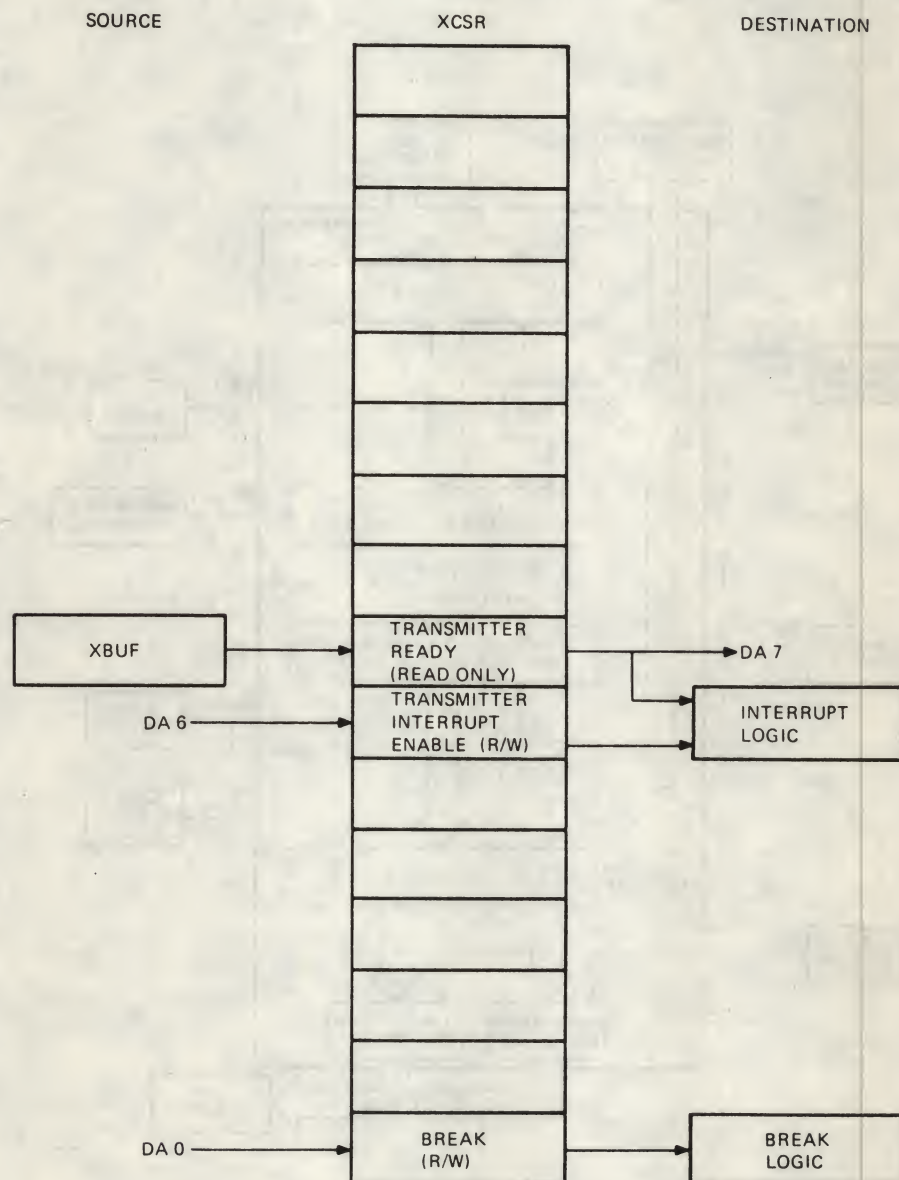 SOURCE
XCSR
DESTINATION
XBUF
TRANSMITTER
READY
(READ ONLY)
DA 7
DA 6
TRANSMITTER
INTERRUPT
ENABLE (R/W)
INTERRUPT
LOGIC
DA 0
BREAK
(R/W)
BREAK
LOGIC